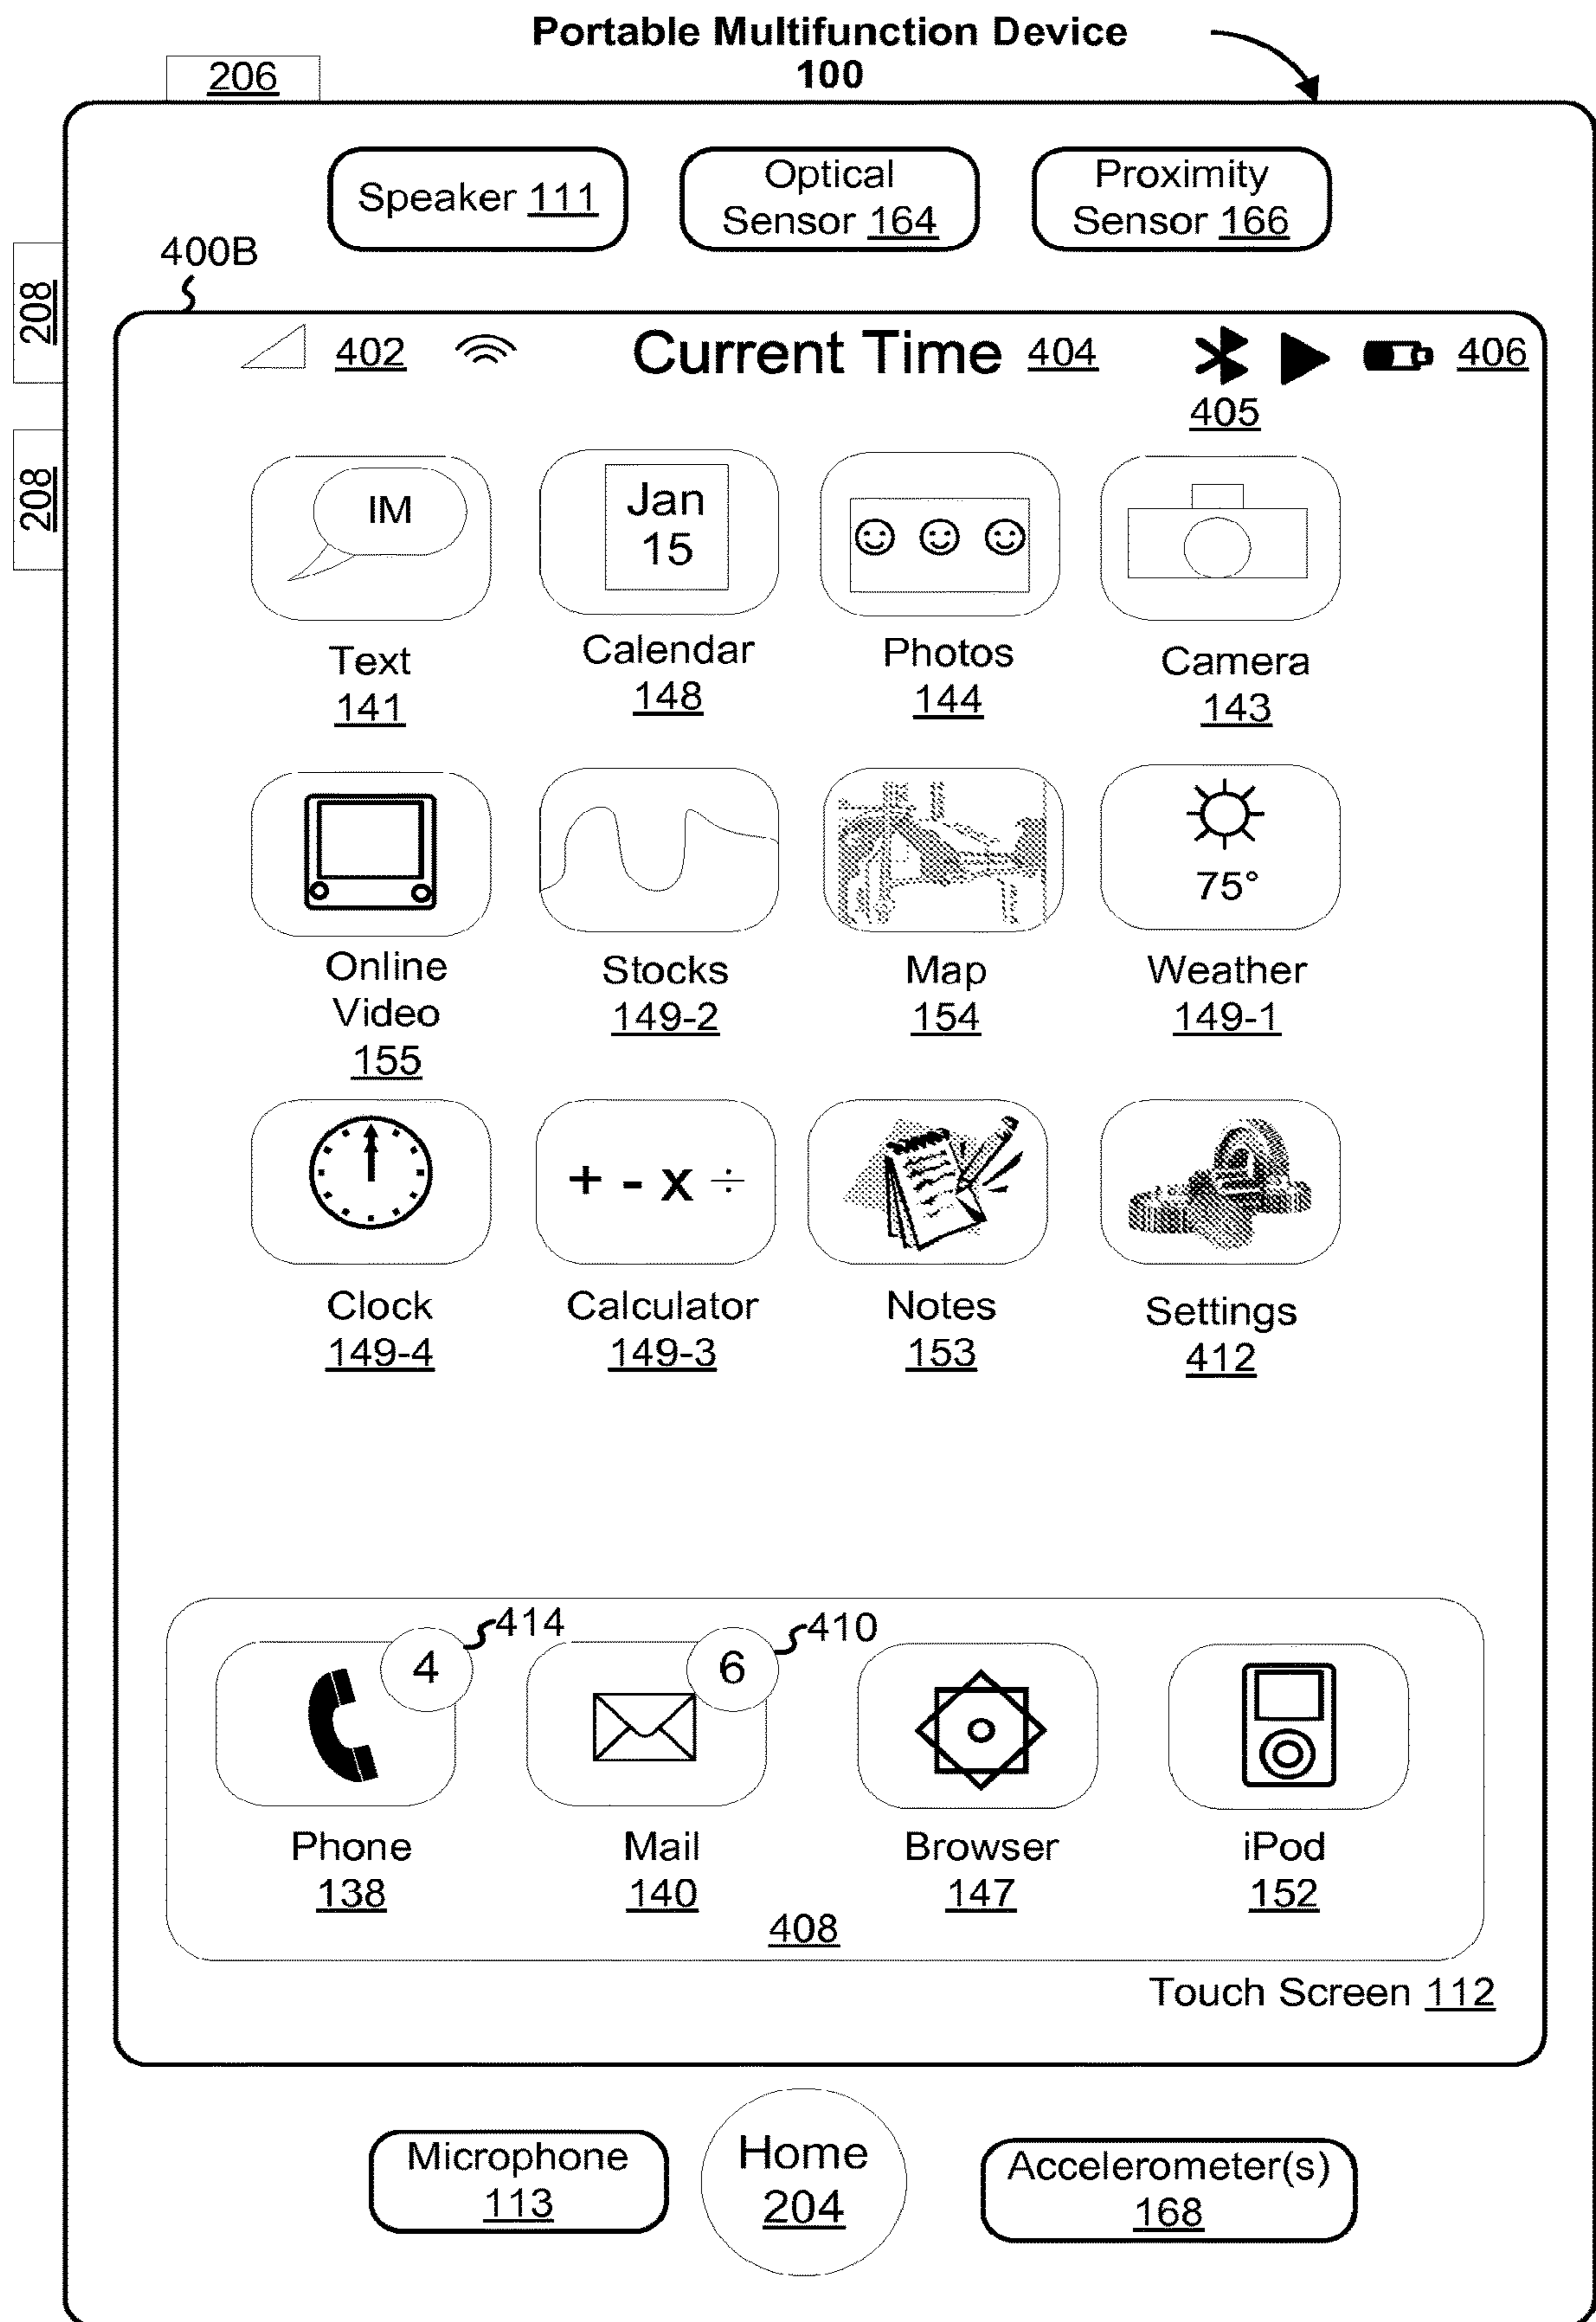 Portable Multifunction Device
100
206
Speaker 111
Optical
Sensor 164
Proximity
Sensor 166
400B
208
208
402
Current Time 404
405
406
IM
Text
141
Jan
15
Calendar
148
Photos
144
Camera
143
Online
Video
155
Stocks
149-2
Map
154
75°
Weather
149-1
Clock
149-4
+ - x ÷
Calculator
149-3
Notes
153
Settings
412
4
414
Phone
138
6
410
Mail
140
Browser
147
iPod
152
408
Touch Screen 112
Microphone
113
Home
204
Accelerometer(s)
168